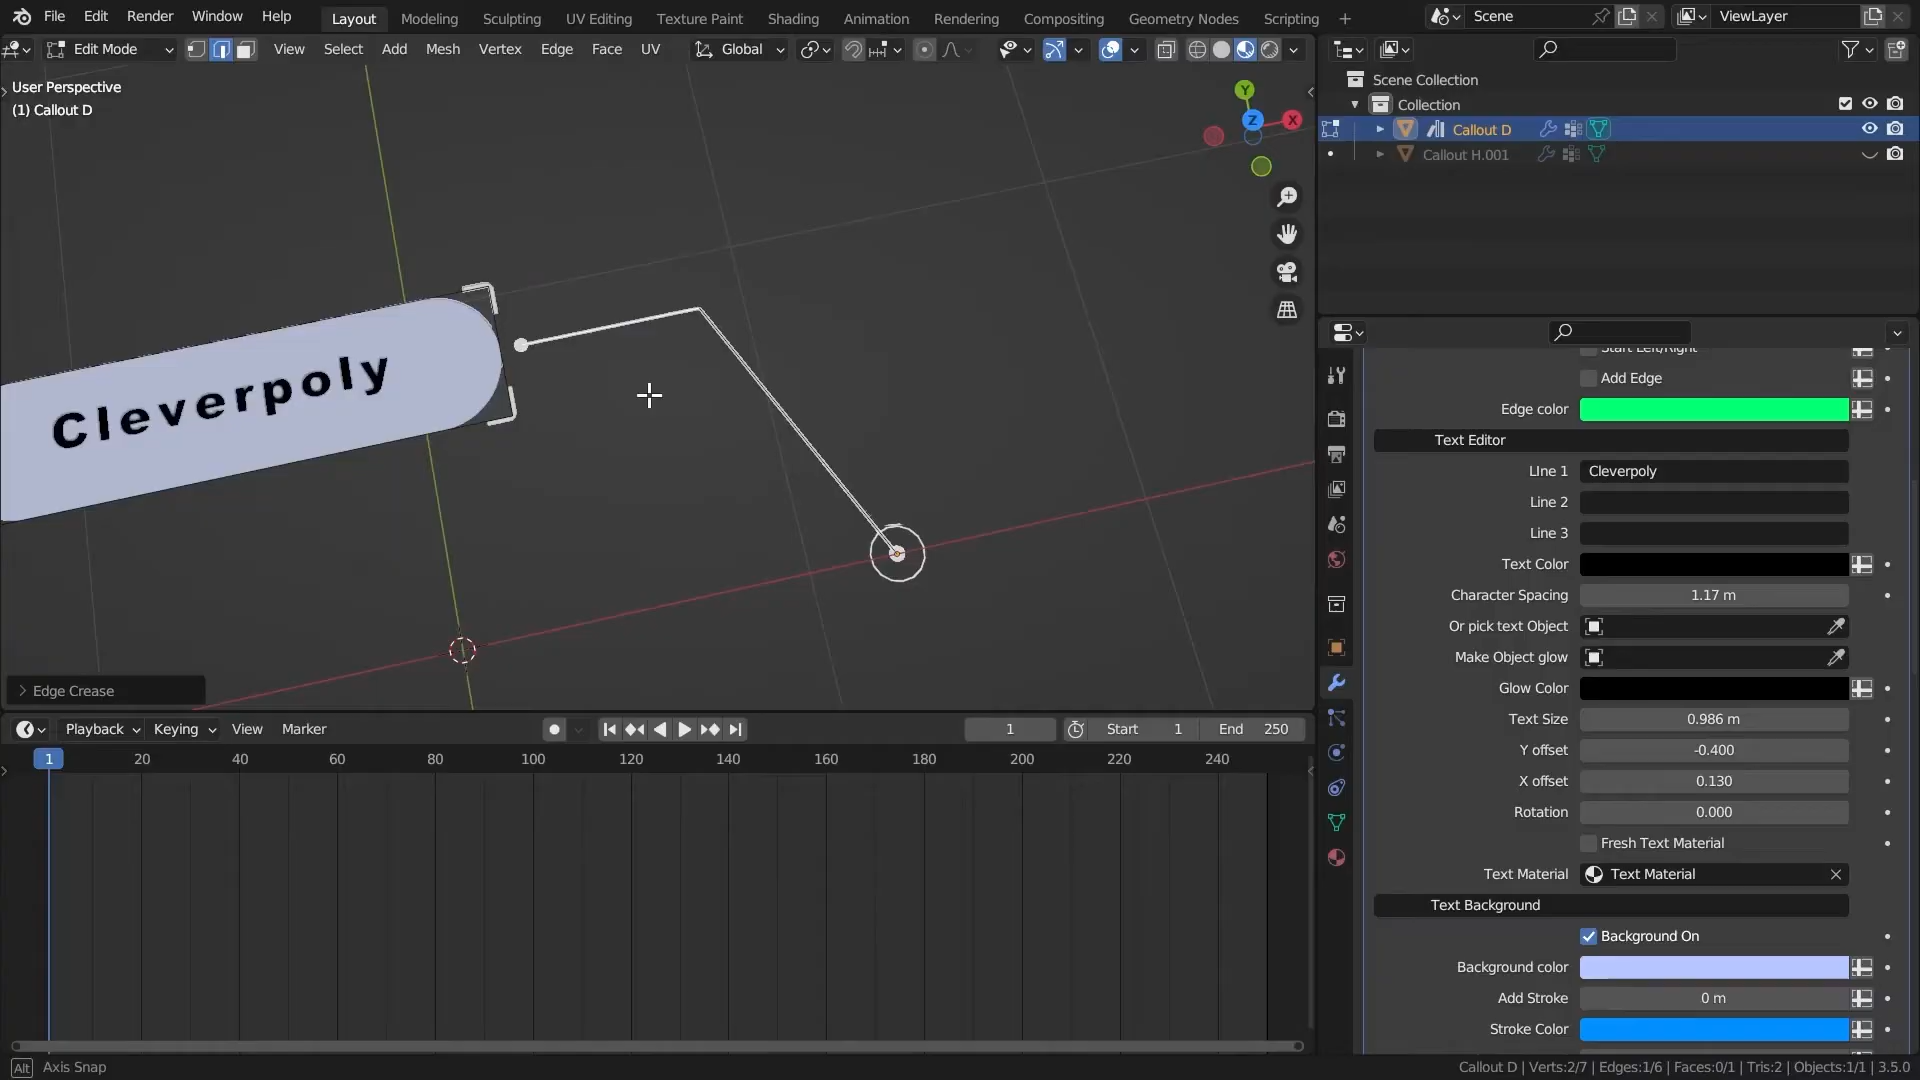 File Edit Render Window Help
Layout Modeling Sculpting UV Editing Texture Paint Shading Animation Rendering Compositing Geometry Nodes Scripting +
Scene
ViewLayer
Edit Mode View Select Add Mesh Vertex Edge Face UV Global
User Perspective
(1) Callout D
Y
Z
X
Cleverpoly
Edge Crease
Scene Collection
Collection
Callout D
Callout H.001
Start Left/Right
Add Edge
Edge color
Text Editor
LIne 1 Cleverpoly
Line 2
Line 3
Text Color
Character Spacing 1.17 m
Or pick text Object
Make Object glow
Glow Color
Text Size 0.986 m
Y offset -0.400
X offset 0.130
Rotation 0.000
Fresh Text Material
Text Material Text Material
Text Background
Background On
Background color
Add Stroke 0 m
Stroke Color
Playback Keying View Marker
1 Start 1 End 250
1 20 40 60 80 100 120 140 160 180 200 220 240
Alt Axis Snap
Callout D | Verts:2/7 | Edges:1/6 | Faces:0/1 | Tris:2 | Objects:1/1 | 3.5.0